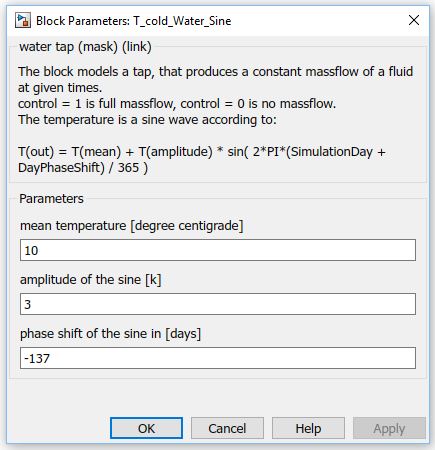 Block Parameters: T_cold_Water_Sine
water tap (mask) (link)
The block models a tap, that produces a constant massflow of a fluid
at given times.
control = 1 is full massflow, control = 0 is no massflow.
The temperature is a sine wave according to:
T(out) = T(mean) + T(amplitude) * sin( 2*PI*(SimulationDay +
DayPhaseShift) / 365 )
Parameters
mean temperature [degree centigrade]
10
amplitude of the sine [k]
3
phase shift of the sine in [days]
-137
OK Cancel Help Apply